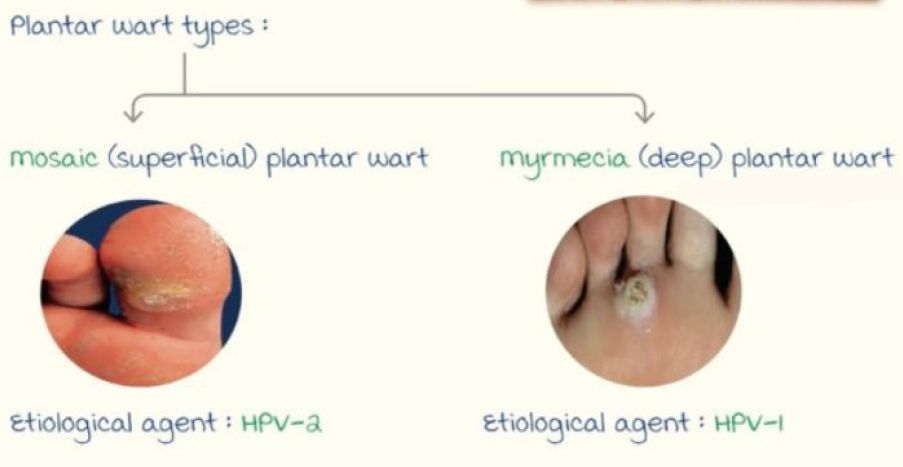 Plantar wart types :
mosaic (superficial) plantar wart
myrmecia (deep) plantar wart
Etiological agent : HPV-2
Etiological agent : HPV-1